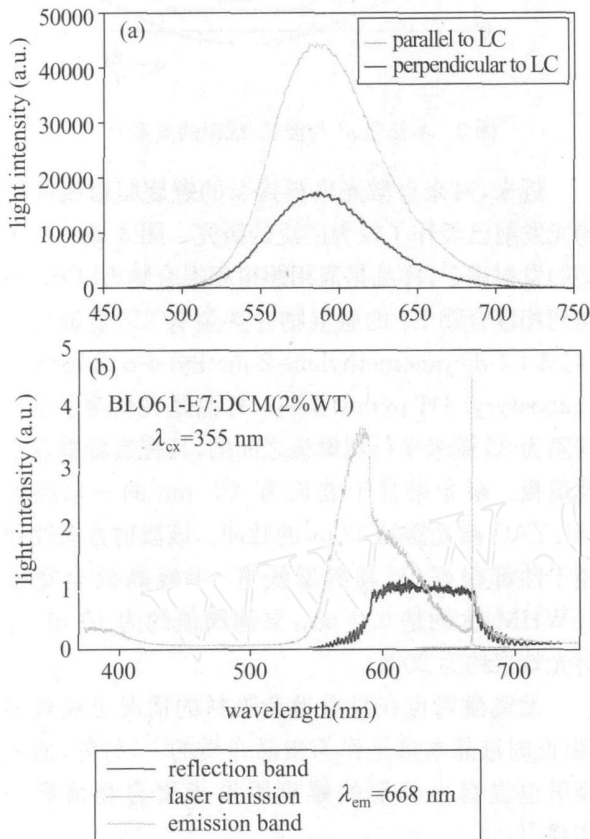 50000
(a)
parallel to LC
perpendicular to LC
40000
30000
20000
10000
0
light intensity (a.u.)
450 500 550 600 650 700 750
5
(b)
BLO61-E7:DCM(2%WT)
λex=355 nm
4
3
2
1
0
light intensity (a.u.)
400 500 600 700
wavelength(nm)
reflection band
laser emission λem=668 nm
emission band